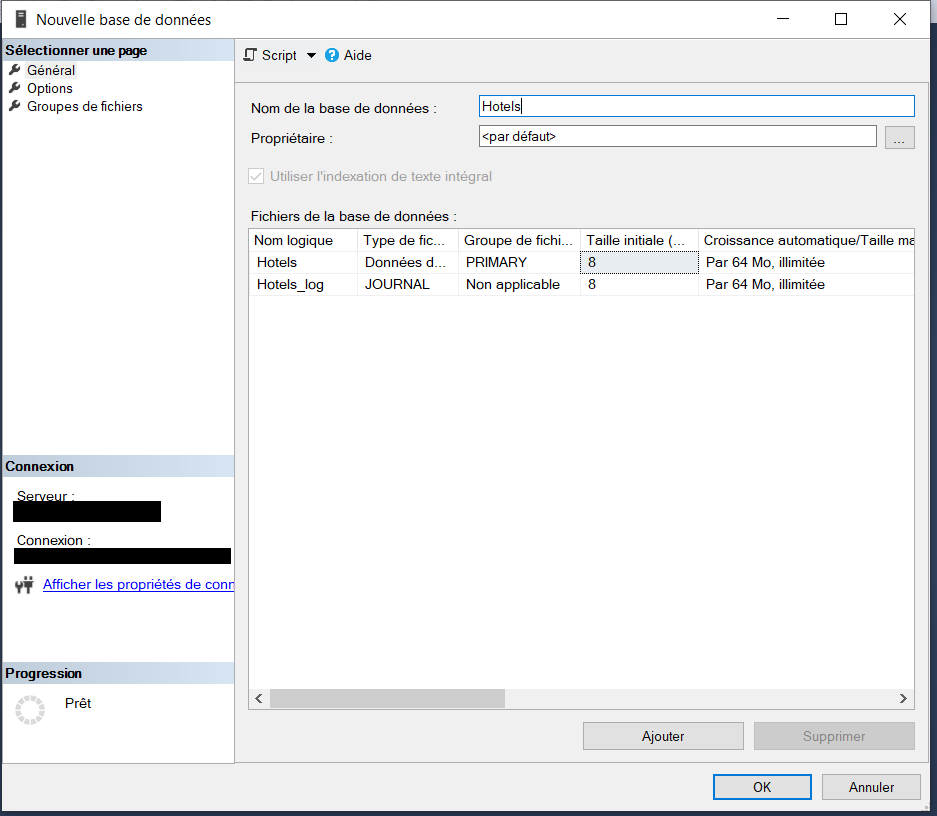 Nouvelle base de données
Sélectionner une page
Général
Options
Groupes de fichiers
Script Aide
Nom de la base de données : Hotels
Propriétaire : <par défaut> ...
Utiliser l'indexation de texte intégral
Fichiers de la base de données :
Nom logique Type de fic... Groupe de fichi... Taille initiale (... Croissance automatique/Taille ma
Hotels Données d... PRIMARY 8 Par 64 Mo, illimitée
Hotels_log JOURNAL Non applicable 8 Par 64 Mo, illimitée
Connexion
Serveur :
Connexion :
Afficher les propriétés de conn
Progression
Prêt
Ajouter Supprimer
OK Annuler